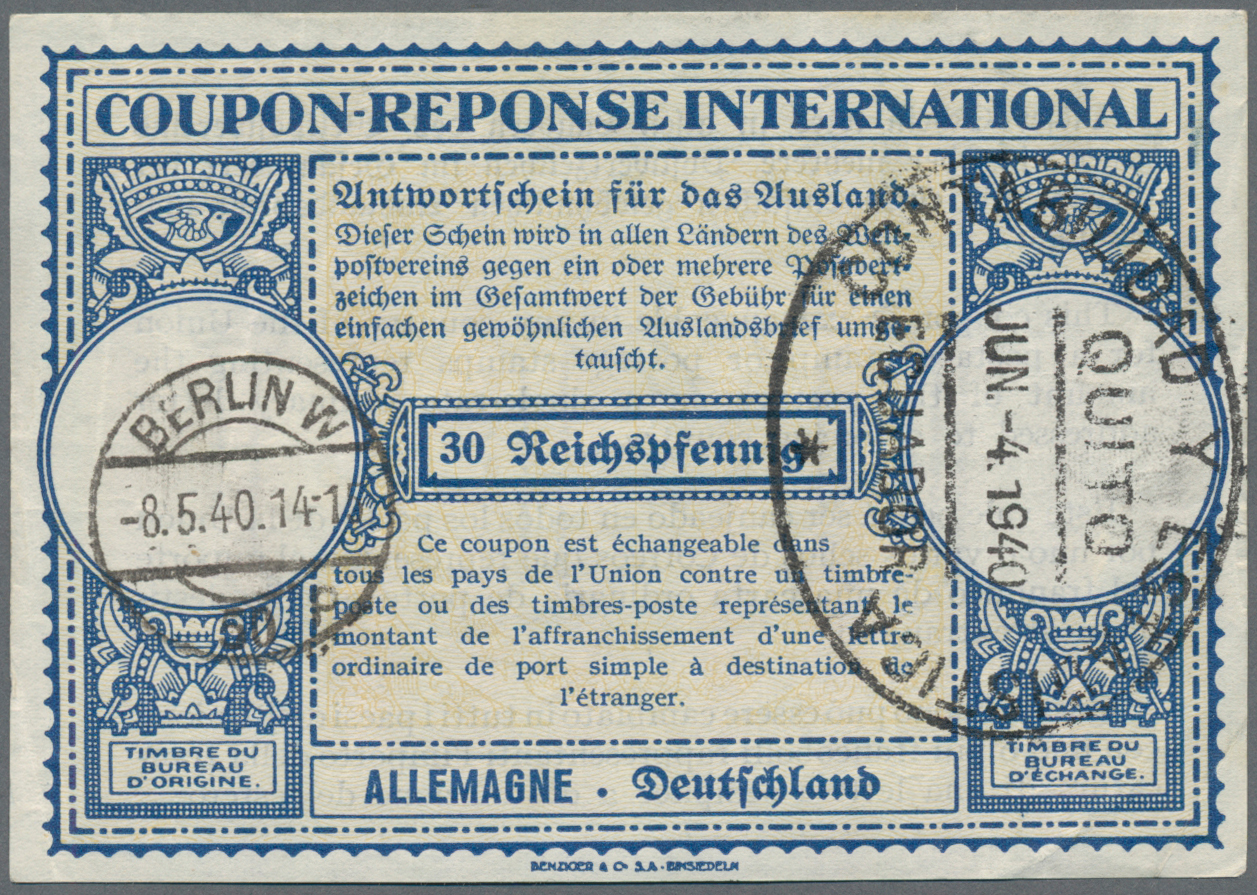 COUPON-REPONSE INTERNATIONAL
Antwortschein für das Ausland.
Dieser Schein wird in allen Ländern des Welt-
postvereins gegen ein oder mehrere Postwert-
zeichen im Gesamtwert der Gebühr für einen
einfachen gewöhnlichen Auslandsbrief umge-
tauscht.
30 Reichspfennig
Ce coupon est échangeable dans
tous les pays de l'Union contre un timbre-
poste ou des timbres-poste représentant le
montant de l'affranchissement d'une lettre
ordinaire de port simple à destination de
l'étranger.
BERLIN W
-8.5.40.14-1
CONTABILIDAD Y ESTADISTICA
QUITO
JUN. -4. 1940
ECUADOR
*
TIMBRE DU
BUREAU
D'ORIGINE.
TIMBRE DU
BUREAU
D'ÉCHANGE.
ALLEMAGNE . Deutschland
BENZIGER & Co S.A. - EINSIEDELN